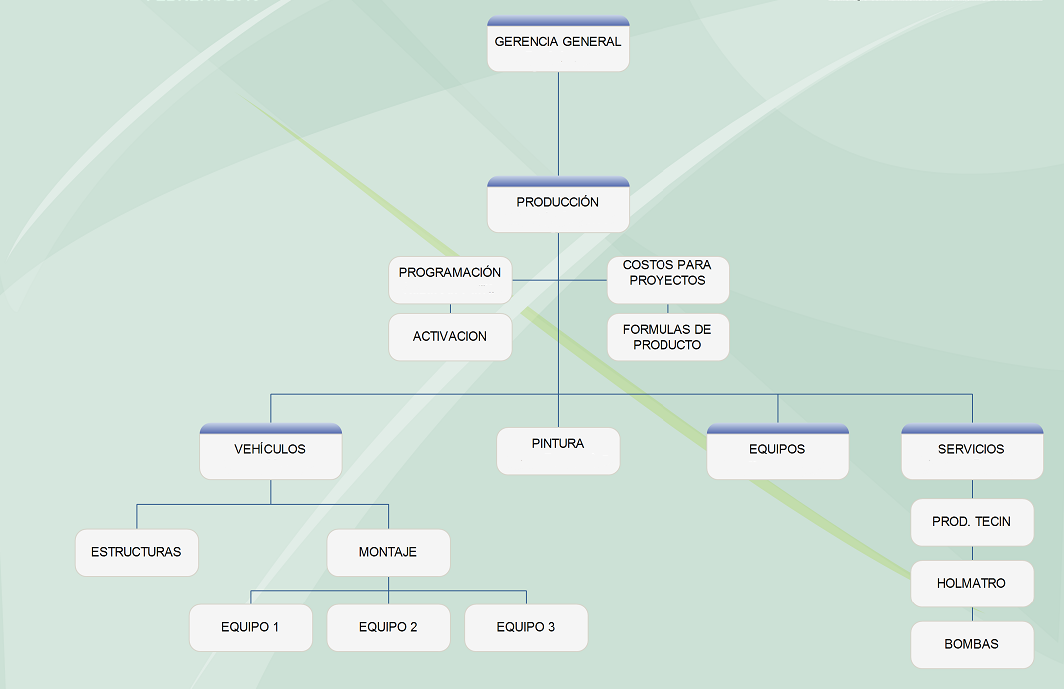 GERENCIA GENERAL
PRODUCCIÓN
PROGRAMACIÓN
COSTOS PARA
PROYECTOS
ACTIVACION
FORMULAS DE
PRODUCTO
VEHÍCULOS
PINTURA
EQUIPOS
SERVICIOS
ESTRUCTURAS
MONTAJE
PROD. TECIN
HOLMATRO
BOMBAS
EQUIPO 1
EQUIPO 2
EQUIPO 3